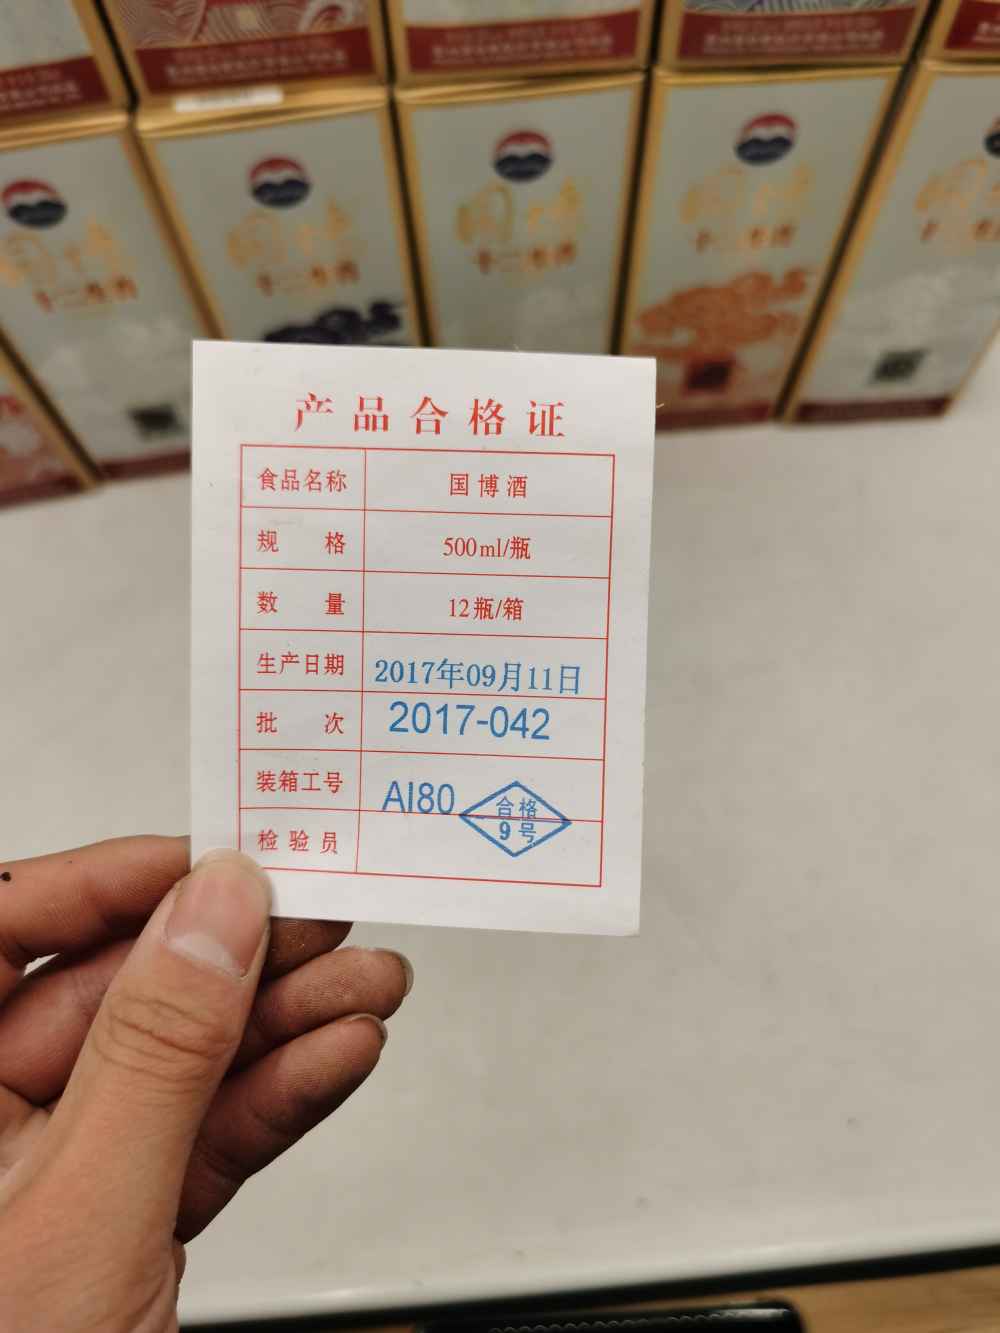 产品合格证
食品名称 国博酒
规 格 500ml/瓶
数 量 12瓶/箱
生产日期 2017年09月11日
批 次 2017-042
装箱工号 AI80
合格
9号
检验员